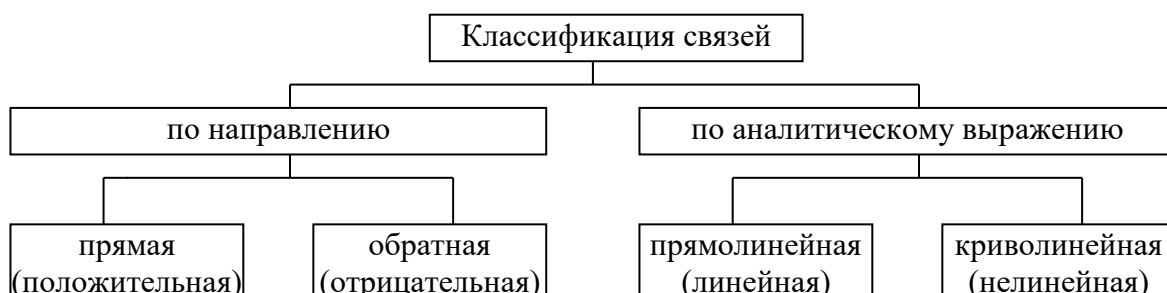 Классификация связей
по направлению
по аналитическому выражению
прямая
(положительная)
обратная
(отрицательная)
прямолинейная
(линейная)
криволинейная
(нелинейная)